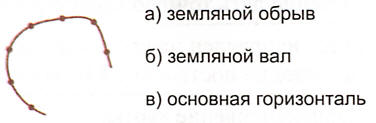 а) земляной обрыв
б) земляной вал
в) основная горизонталь